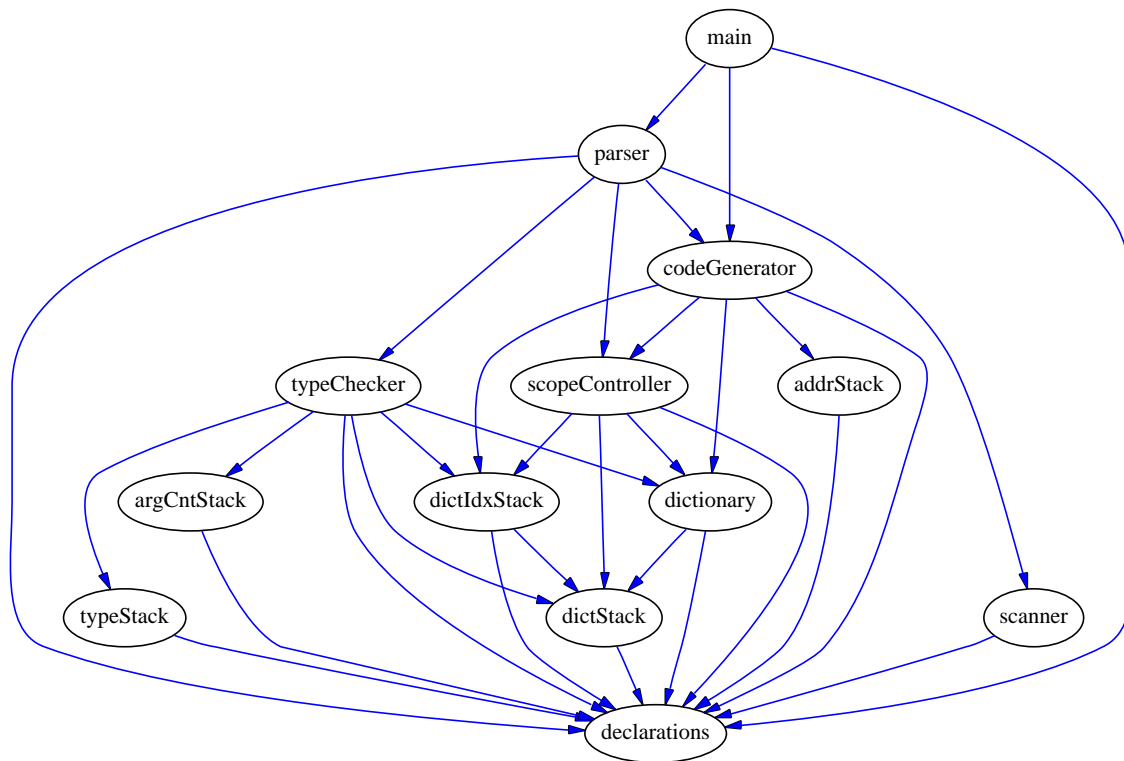 main
parser
codeGenerator
typeChecker
scopeController
addrStack
argCntStack
dictIdxStack
dictionary
typeStack
dictStack
scanner
declarations